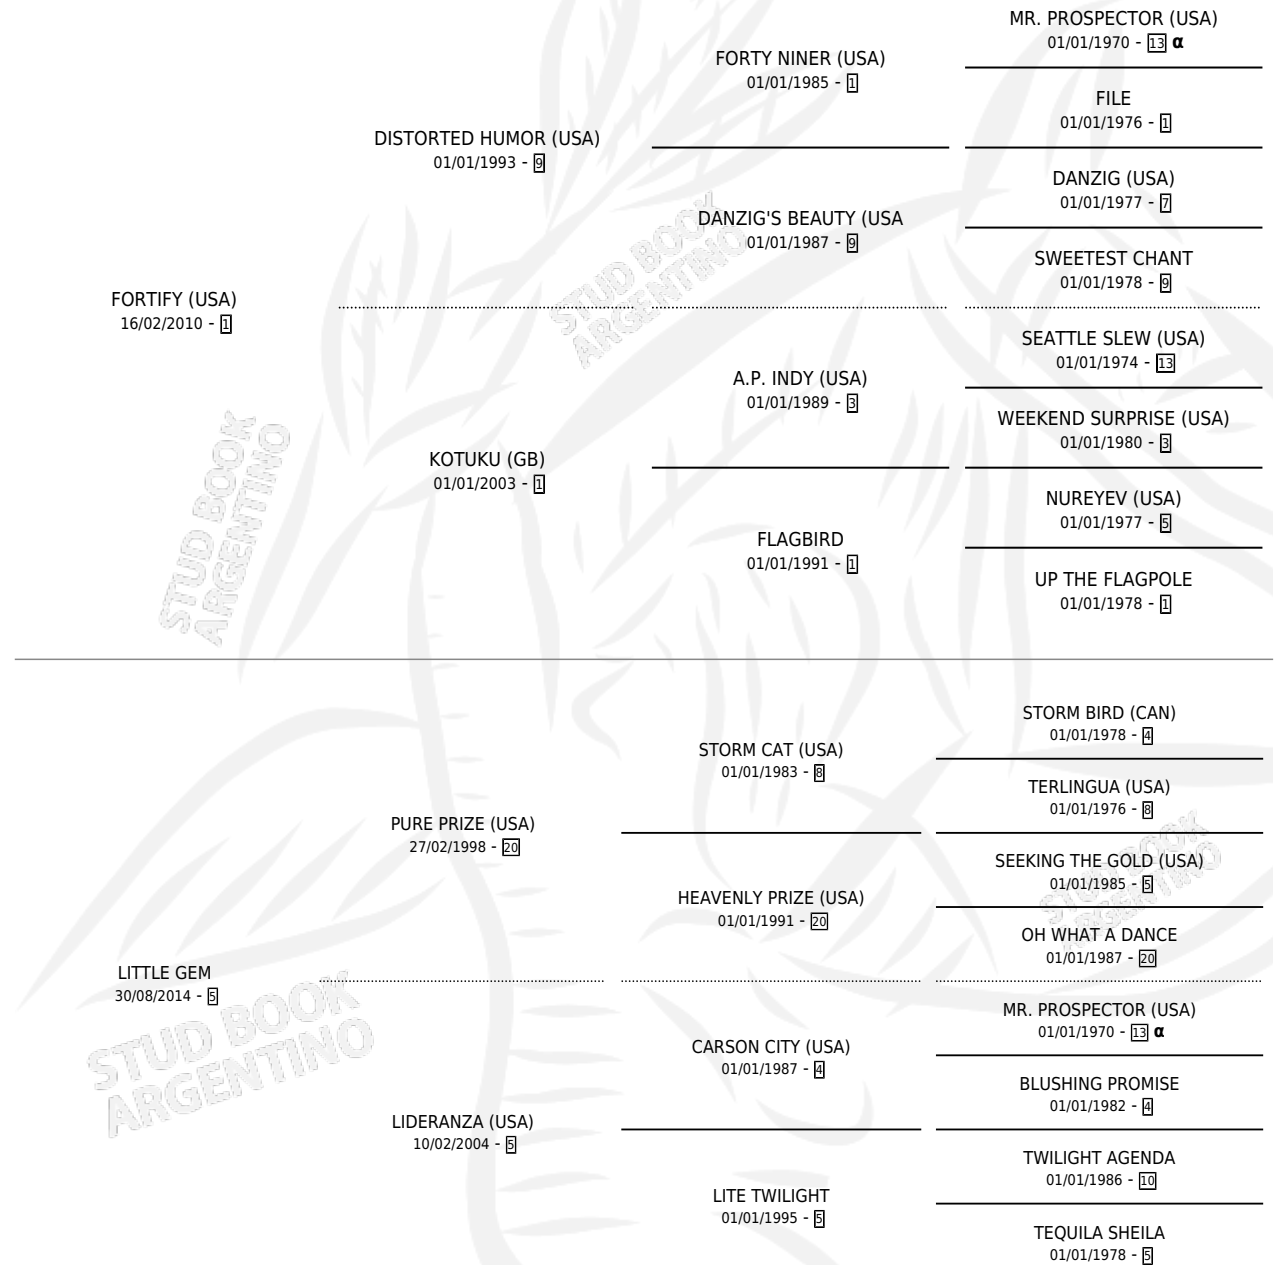 MR. PROSPECTOR (USA)
01/01/1970 - 13 α
FORTY NINER (USA)
01/01/1985 - 1
FILE
01/01/1976 - 1
DISTORTED HUMOR (USA)
01/01/1993 - 9
DANZIG (USA)
01/01/1977 - 7
DANZIG'S BEAUTY (USA
01/01/1987 - 9
SWEETEST CHANT
01/01/1978 - 9
FORTIFY (USA)
16/02/2010 - 1
SEATTLE SLEW (USA)
01/01/1974 - 13
A.P. INDY (USA)
01/01/1989 - 3
WEEKEND SURPRISE (USA)
01/01/1980 - 3
KOTUKU (GB)
01/01/2003 - 1
NUREYEV (USA)
01/01/1977 - 5
FLAGBIRD
01/01/1991 - 1
UP THE FLAGPOLE
01/01/1978 - 1
STUD BOOK
ARGENTINO
STUD BOOK
ARGENTINO
STORM BIRD (CAN)
01/01/1978 - 4
STORM CAT (USA)
01/01/1983 - 8
TERLINGUA (USA)
01/01/1976 - 8
PURE PRIZE (USA)
27/02/1998 - 20
SEEKING THE GOLD (USA)
01/01/1985 - 5
HEAVENLY PRIZE (USA)
01/01/1991 - 20
OH WHAT A DANCE
01/01/1987 - 20
LITTLE GEM
30/08/2014 - 5
MR. PROSPECTOR (USA)
01/01/1970 - 13 α
CARSON CITY (USA)
01/01/1987 - 4
BLUSHING PROMISE
01/01/1982 - 4
LIDERANZA (USA)
10/02/2004 - 5
TWILIGHT AGENDA
01/01/1986 - 10
LITE TWILIGHT
01/01/1995 - 5
TEQUILA SHEILA
01/01/1978 - 5
STUD BOOK
ARGENTINO
STUD BOOK
ARGENTINO